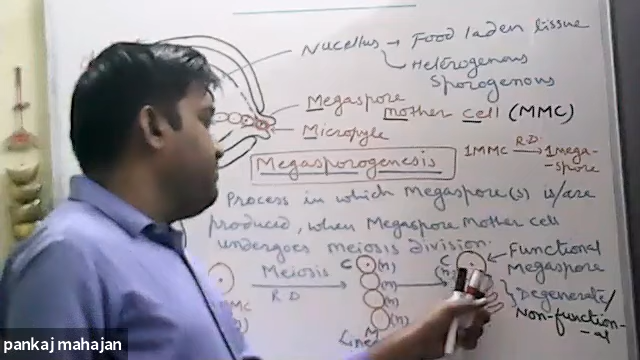 Nucellus → Food laden tissue
Heterogenous
Sporogenous
Megaspore
mother cell (MMC)
Micropyle
1MMC R.D 1mega-
-spore
Megasporogenesis
Process in which Megaspore(s) is/are
produced, when Megaspore Mother cell
undergoes meiosis division.
Meiosis
R.D
C
(n)
(n)
(n)
M (n)
C
(n)
Functional
Megaspore
Degenerate/
Non-function-
-al
pankaj mahajan